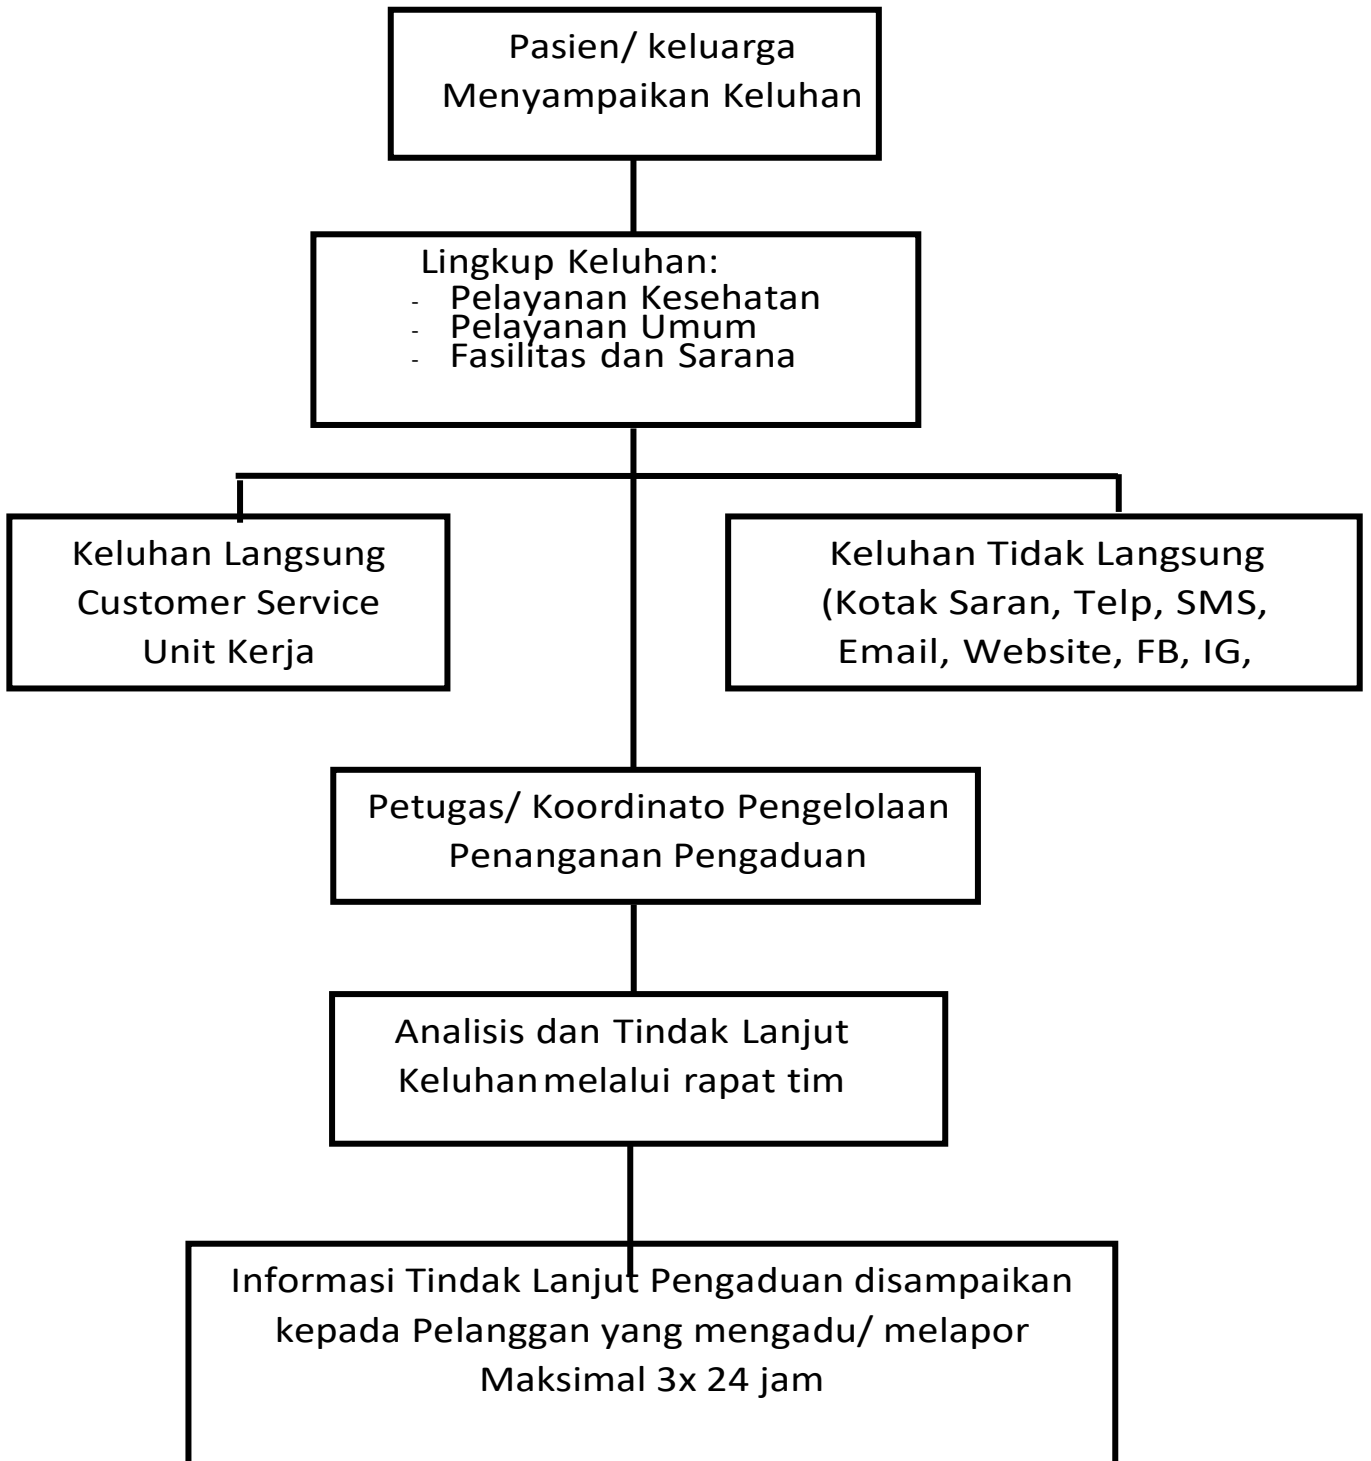 Pasien/ keluarga
Menyampaikan Keluhan
Lingkup Keluhan:
- Pelayanan Kesehatan
- Pelayanan Umum
- Fasilitas dan Sarana
Keluhan Langsung
Customer Service
Unit Kerja
Keluhan Tidak Langsung
(Kotak Saran, Telp, SMS,
Email, Website, FB, IG,
Petugas/ Koordinato Pengelolaan
Penanganan Pengaduan
Analisis dan Tindak Lanjut
Keluhan melalui rapat tim
Informasi Tindak Lanjut Pengaduan disampaikan
kepada Pelanggan yang mengadu/ melapor
Maksimal 3x 24 jam